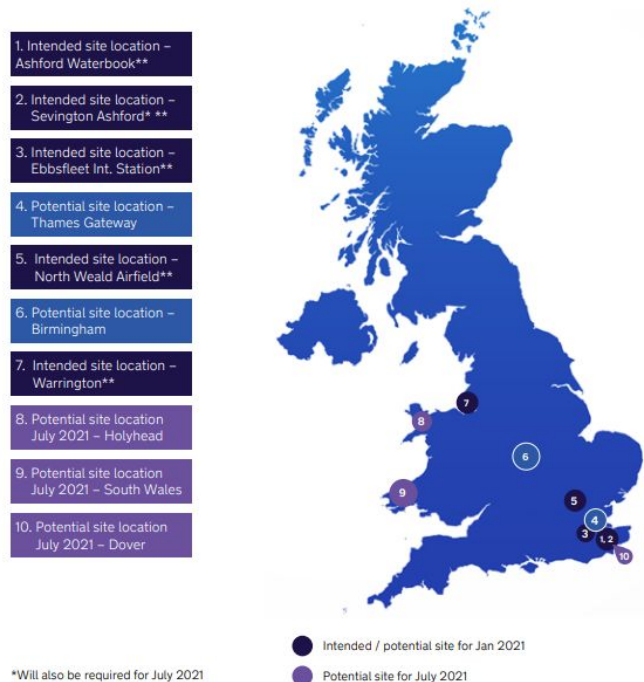 1. Intended site location –
Ashford Waterbook**
2. Intended site location –
Sevington Ashford* **
3. Intended site location –
Ebbsfleet Int. Station**
4. Potential site location –
Thames Gateway
5. Intended site location –
North Weald Airfield**
6. Potential site location –
Birmingham
7. Intended site location –
Warrington**
8. Potential site location
July 2021 – Holyhead
9. Potential site location
July 2021 – South Wales
10. Potential site location
July 2021 – Dover
7
8
6
9
5
4
3
1, 2
10
Intended / potential site for Jan 2021
*Will also be required for July 2021
Potential site for July 2021